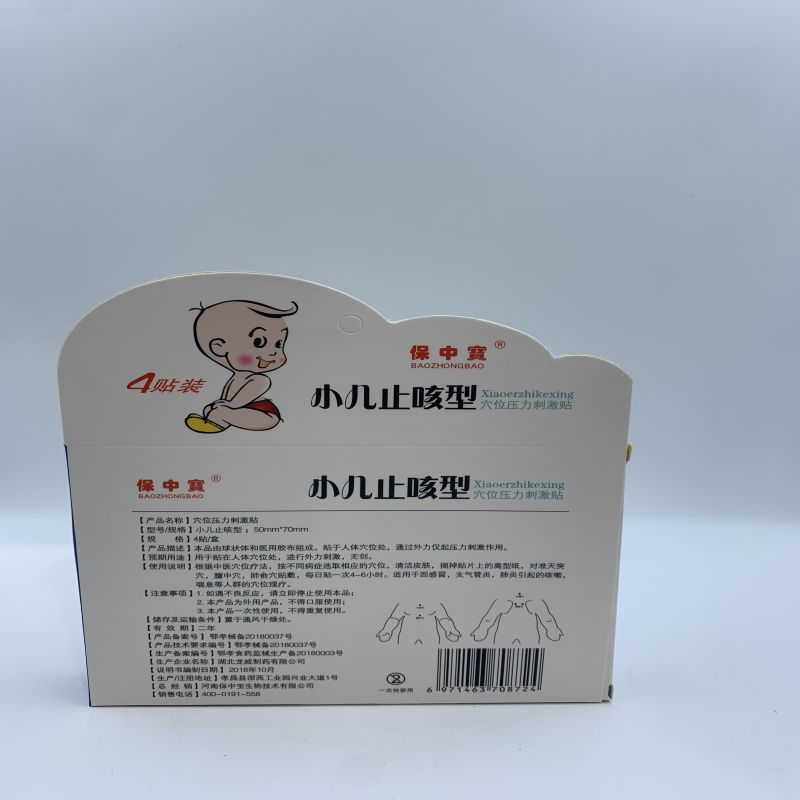 保中寳®
BAOZHONGBAO
4贴装
小儿止咳型
Xiaoerzhikexing
穴位压力刺激贴
保中寳®
BAOZHONGBAO
小儿止咳型
Xiaoerzhikexing
穴位压力刺激贴
【产品名称】穴位压力刺激贴
【型号/规格】小儿止咳型；50mm*70mm
【规 格】4贴/盒
【产品描述】本品由球状体和医用胶布组成。贴于人体穴位处，通过外力仅起压力刺激作用。
【预期用途】用于贴在人体穴位处，进行外力刺激，无创。
【使用说明】根据中医穴位疗法，按不同病症选取相应的穴位，清洁皮肤，揭掉贴片上的离型纸，对准天突
穴，膻中穴，肺俞穴贴敷，每日贴一次4-6小时。适用于因感冒，支气管炎，肺炎引起的咳嗽，
喘息等人群的穴位理疗。
【注意事项】1. 如遇不良反应，请立即停止使用本品；
2. 本产品为外用产品，不得口服使用；
3. 本产品一次性使用，不得重复使用。
【储存及运输条件】置于通风干燥处。
【有 效 期】二年
【产品备案号】鄂孝械备20180037号
【产品技术要求编号】鄂孝械备20180037号
【生产备案编号】鄂孝食药监械生产备20180003号
【生产企业名称】湖北龙威制药有限公司
【说明书编制日期】2018年10月
【生产/注册地址】孝昌县邵西工业园兴业大道1号
【总 经 销】河南保中宝生物技术有限公司
【销售电话】400-0191-558
一次性使用
6 971463 708724